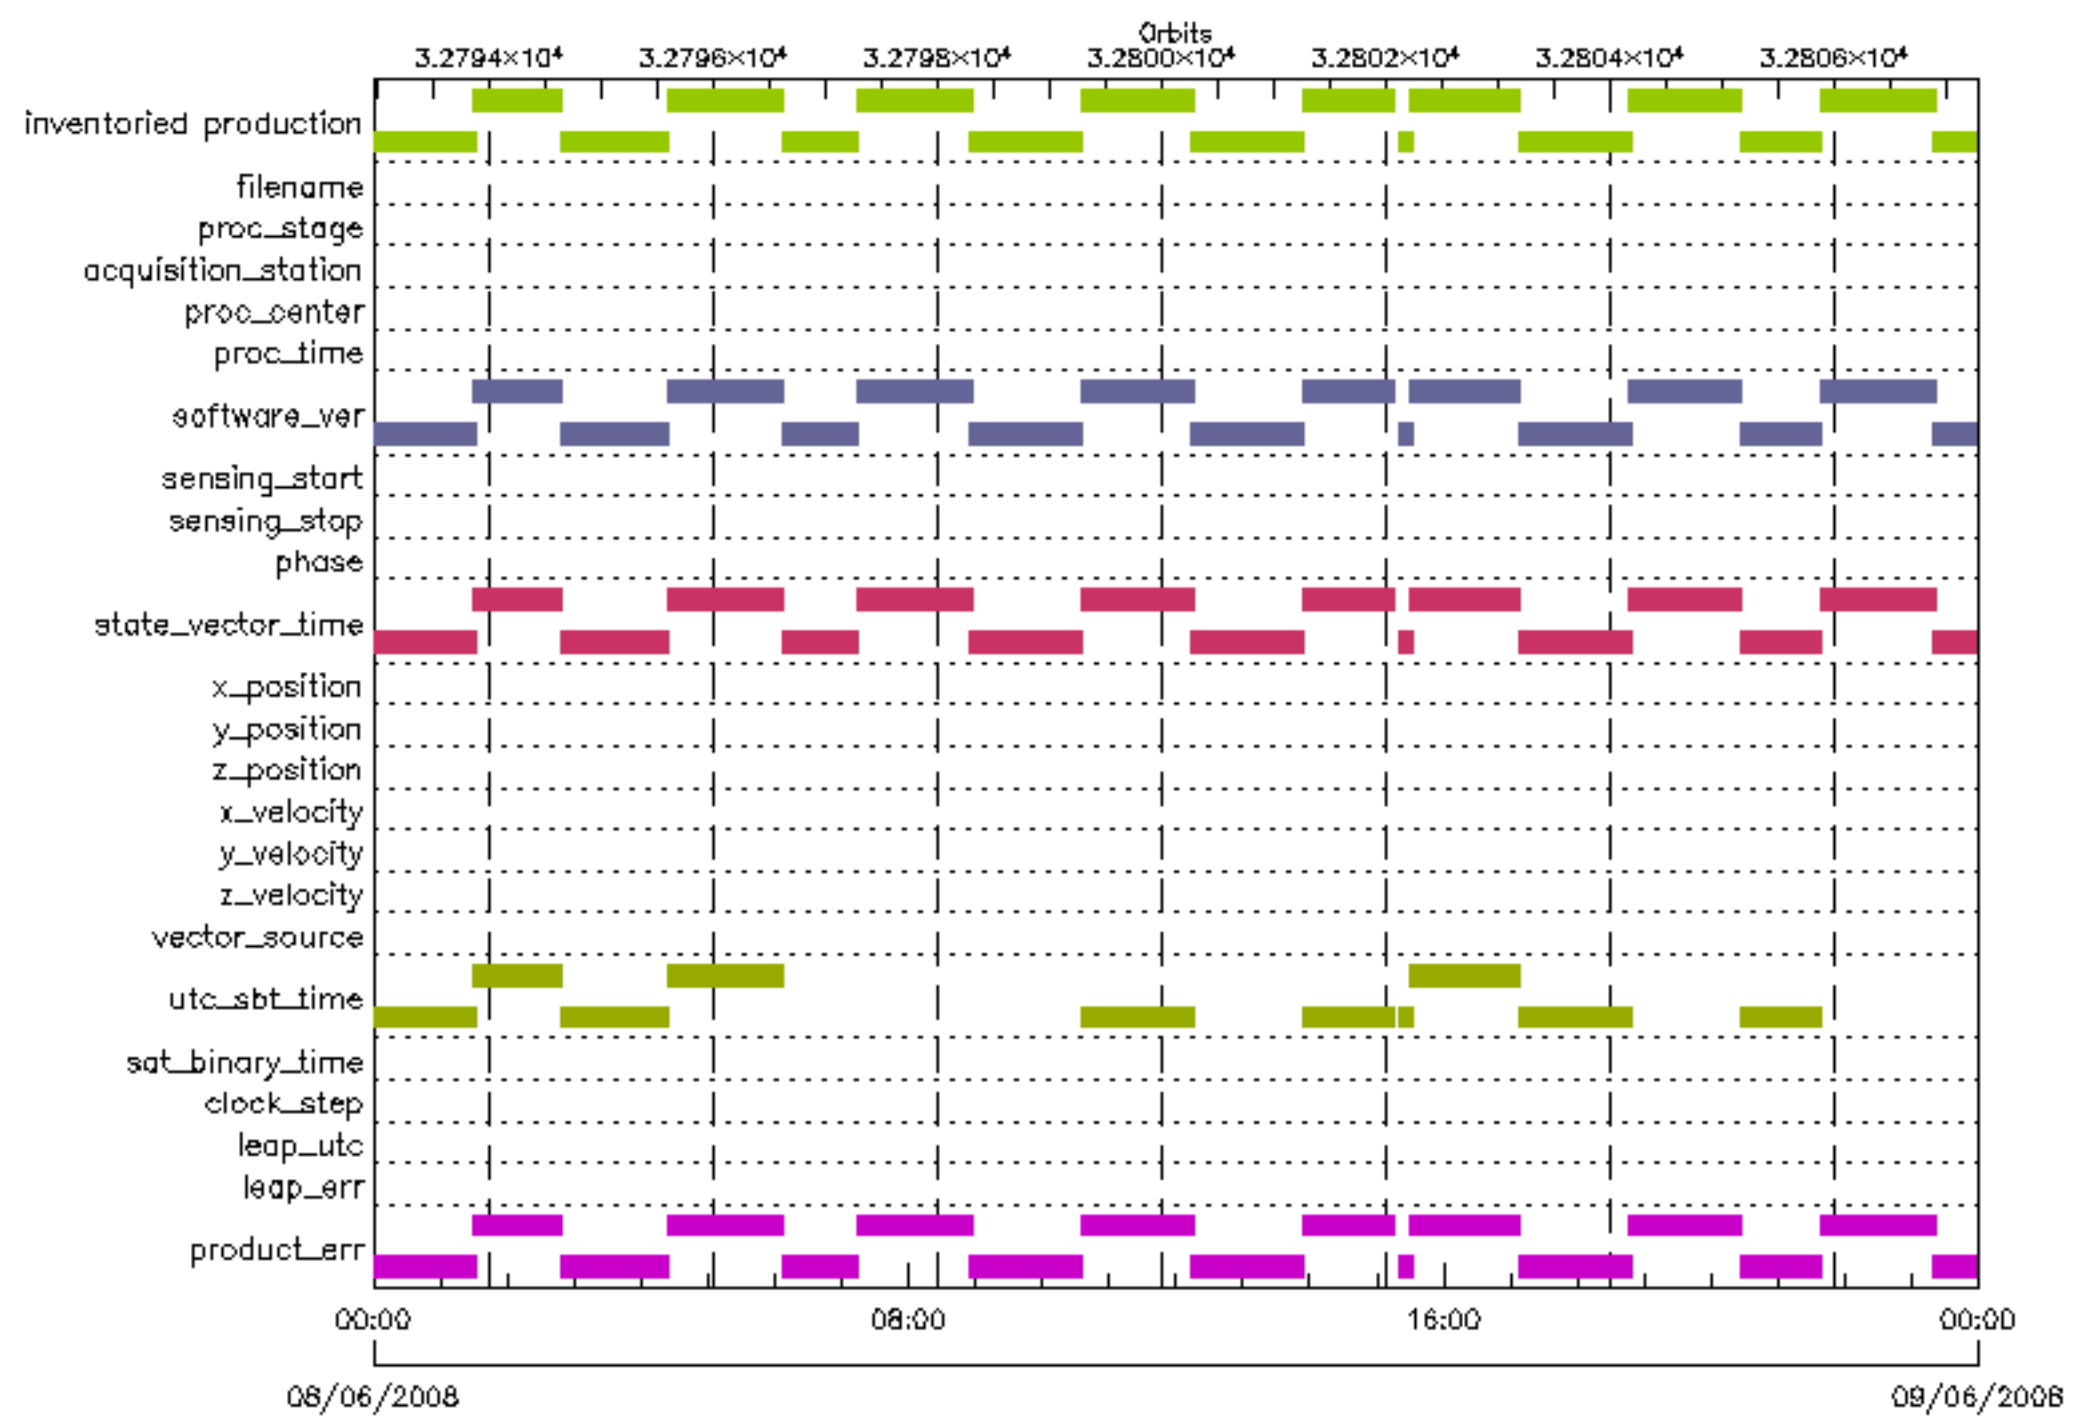 Orbits
3.2794×10⁴ 3.2796×10⁴ 3.2798×10⁴ 3.2800×10⁴ 3.2802×10⁴ 3.2804×10⁴ 3.2806×10⁴
inventoried production
filename
proc_stage
acquisition_station
proc_center
proc_time
software_ver
sensing_start
sensing_stop
phase
state_vector_time
x_position
y_position
z_position
x_velocity
y_velocity
z_velocity
vector_source
utc_sbt_time
sat_binary_time
clock_step
leap_utc
leap_err
product_err
00:00 08:00 16:00 00:00
08/06/2008 09/06/2008